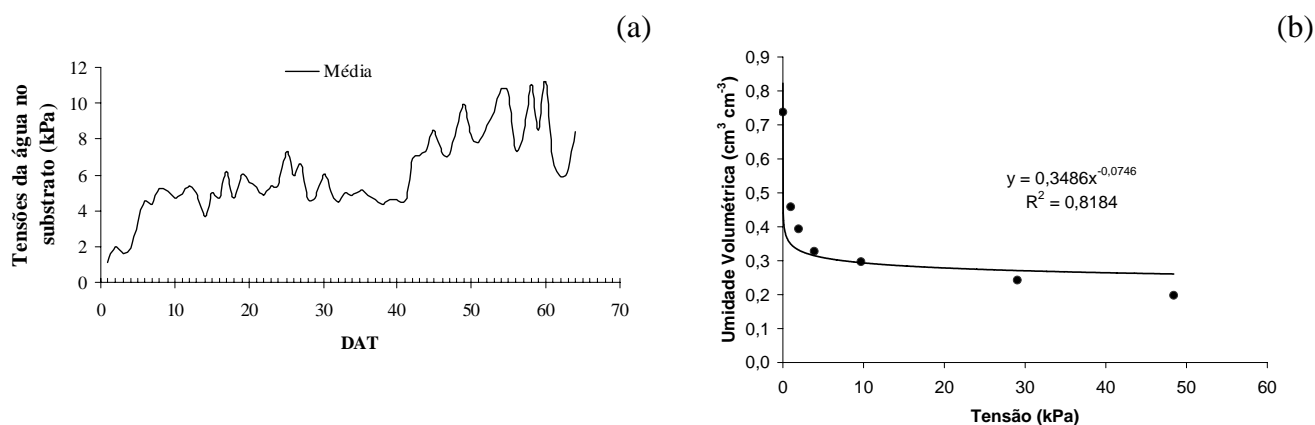 (a)
Tensões da água no
substrato (kPa)
12
10
8
6
4
2
0
Média
0 10 20 30 40 50 60 70
DAT
(b)
Umidade Volumétrica (cm³ cm⁻³)
0,9
0,8
0,7
0,6
0,5
0,4
0,3
0,2
0,1
0,0
y = 0,3486x⁻⁰,⁰⁷⁴⁶
R² = 0,8184
0 10 20 30 40 50 60
Tensão (kPa)